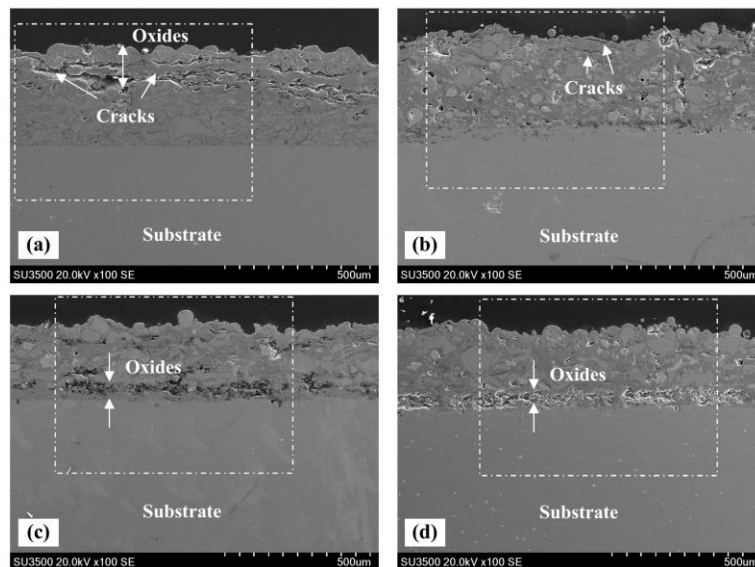 Oxides
Cracks
Substrate
(a)
SU3500 20.0kV x100 SE
500um
Cracks
Substrate
(b)
SU3500 20.0kV x100 SE
500um
Oxides
Substrate
(c)
SU3500 20.0kV x100 SE
500um
Oxides
Substrate
(d)
SU3500 20.0kV x100 SE
500um